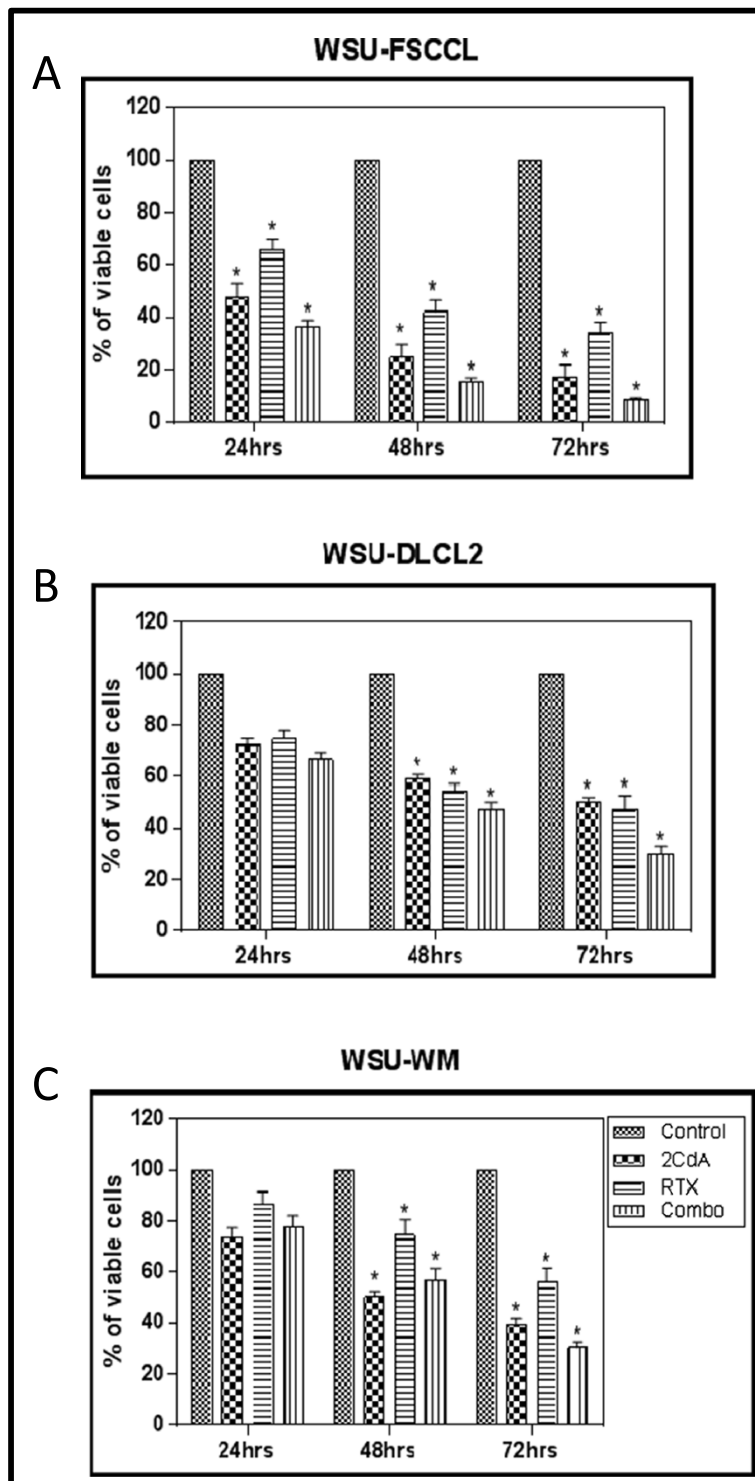 A
WSU-FSCCL
% of viable cells
120
100
80
60
40
20
0
* * *
* * *
* * *
24hrs 48hrs 72hrs
B
WSU-DLCL2
% of viable cells
120
100
80
60
40
20
0
* * *
* * *
24hrs 48hrs 72hrs
C
WSU-WM
% of viable cells
120
100
80
60
40
20
0
* * *
* * *
24hrs 48hrs 72hrs
Control
2CdA
RTX
Combo